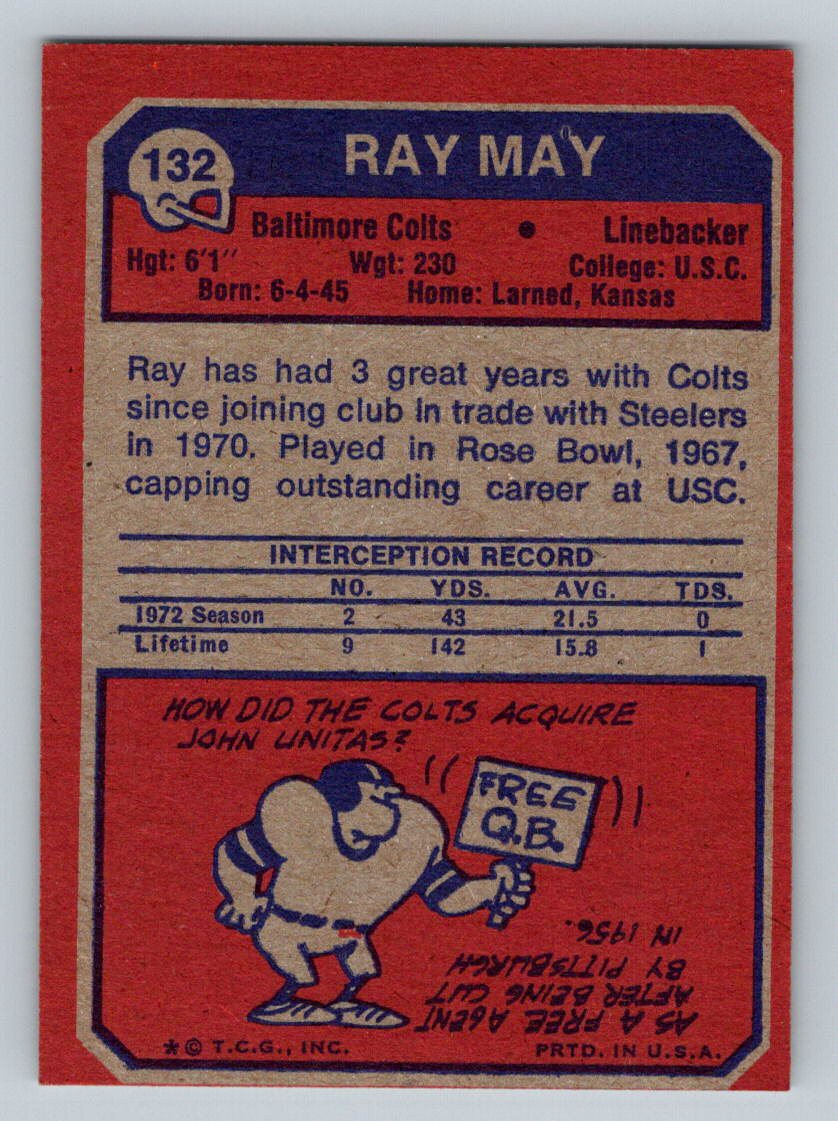 132
RAY MAY
Baltimore Colts • Linebacker
Hgt: 6'1" Wgt: 230 College: U.S.C.
Born: 6-4-45 Home: Larned, Kansas
Ray has had 3 great years with Colts
since joining club in trade with Steelers
in 1970. Played in Rose Bowl, 1967,
capping outstanding career at USC.
INTERCEPTION RECORD
NO. YDS. AVG. TDS.
1972 Season 2 43 21.5 0
Lifetime 9 142 15.8 1
HOW DID THE COLTS ACQUIRE
JOHN UNITAS?
FREE
Q.B.
AS A FREE AGENT
AFTER BEING CUT
BY PITTSBURGH
IN 1956.
* © T.C.G., INC. PRTD. IN U.S.A.